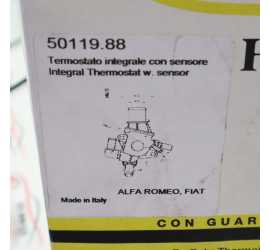 50119.88
Termostato integrale con sensore
Integral Thermostat w. sensor
ALFA ROMEO, FIAT
Made in Italy
H
CON GUAR